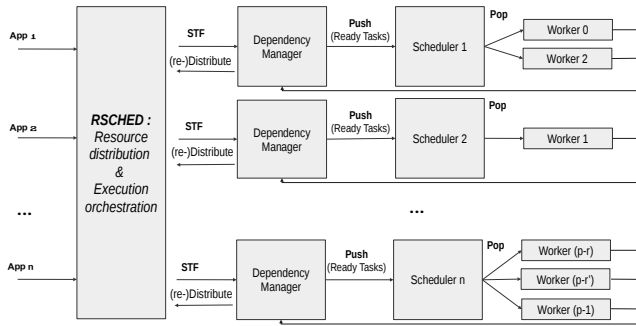 App 1
RSCHED :
Resource
distribution
&
Execution
orchestration
STF
(re-)Distribute
Dependency
Manager
Push
(Ready Tasks)
Scheduler 1
Pop
Worker 0
Worker 2
App 2
STF
(re-)Distribute
Dependency
Manager
Push
(Ready Tasks)
Scheduler 2
Pop
Worker 1
...
...
App n
STF
(re-)Distribute
Dependency
Manager
Push
(Ready Tasks)
Scheduler n
Pop
Worker (p-r)
Worker (p-r')
Worker (p-1)